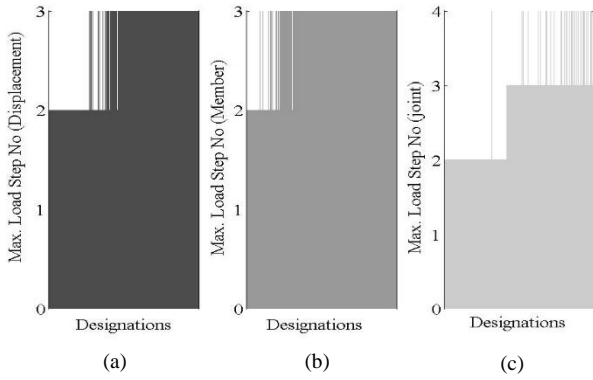 Max. Load Step No (Displacement)
3
2
1
0
Designations
(a)
Max. Load Step No (Member)
3
2
1
0
Designations
(b)
Max. Load Step No (joint)
4
3
2
1
0
Designations
(c)